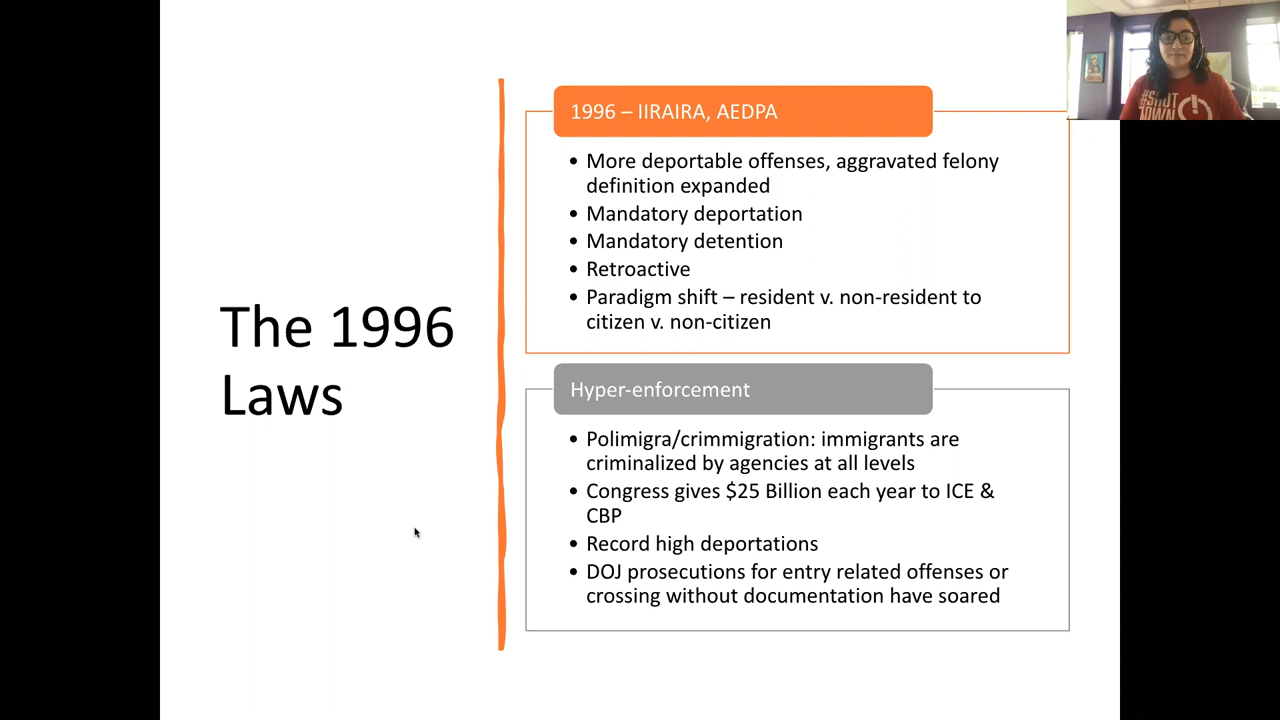 The 1996
Laws
1996 – IIRAIRA, AEDPA
• More deportable offenses, aggravated felony
definition expanded
• Mandatory deportation
• Mandatory detention
• Retroactive
• Paradigm shift – resident v. non-resident to
citizen v. non-citizen
Hyper-enforcement
• Polimigra/crimmigration: immigrants are
criminalized by agencies at all levels
• Congress gives $25 Billion each year to ICE &
CBP
• Record high deportations
• DOJ prosecutions for entry related offenses or
crossing without documentation have soared
#SHUT
DOWN